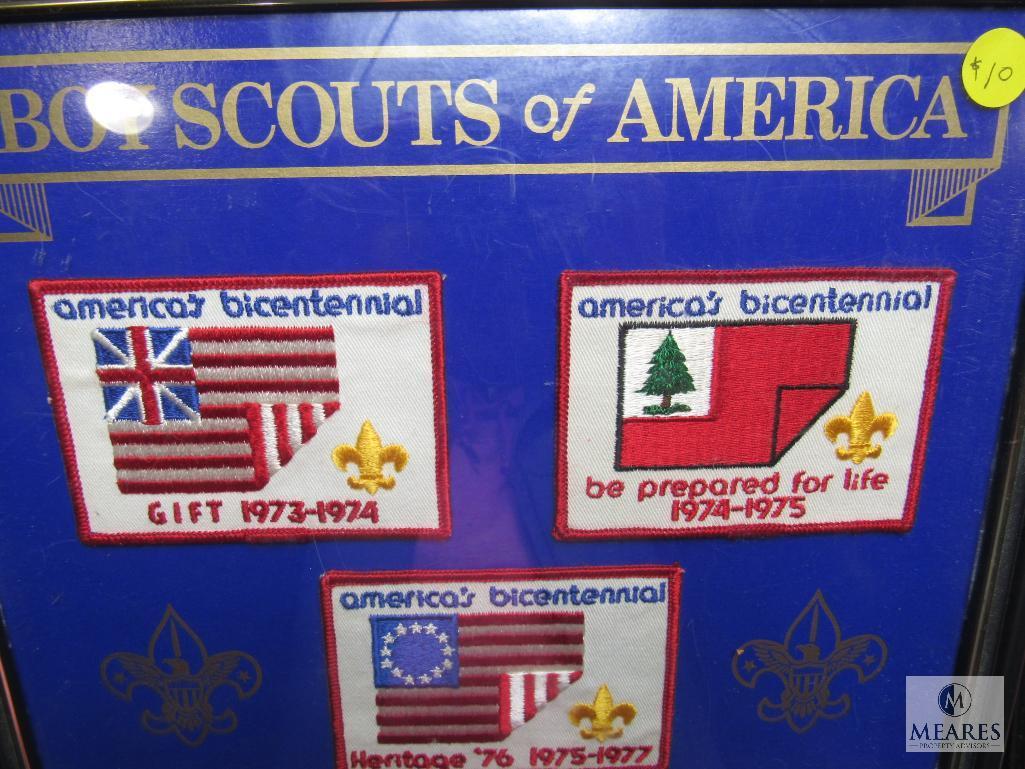 BOY SCOUTS of AMERICA
$10
america's bicentennial
GIFT 1973-1974
america's bicentennial
be prepared for life
1974-1975
america's bicentennial
Heritage '76 1975-1977
M
MEARES
PROPERTY ADVISORS